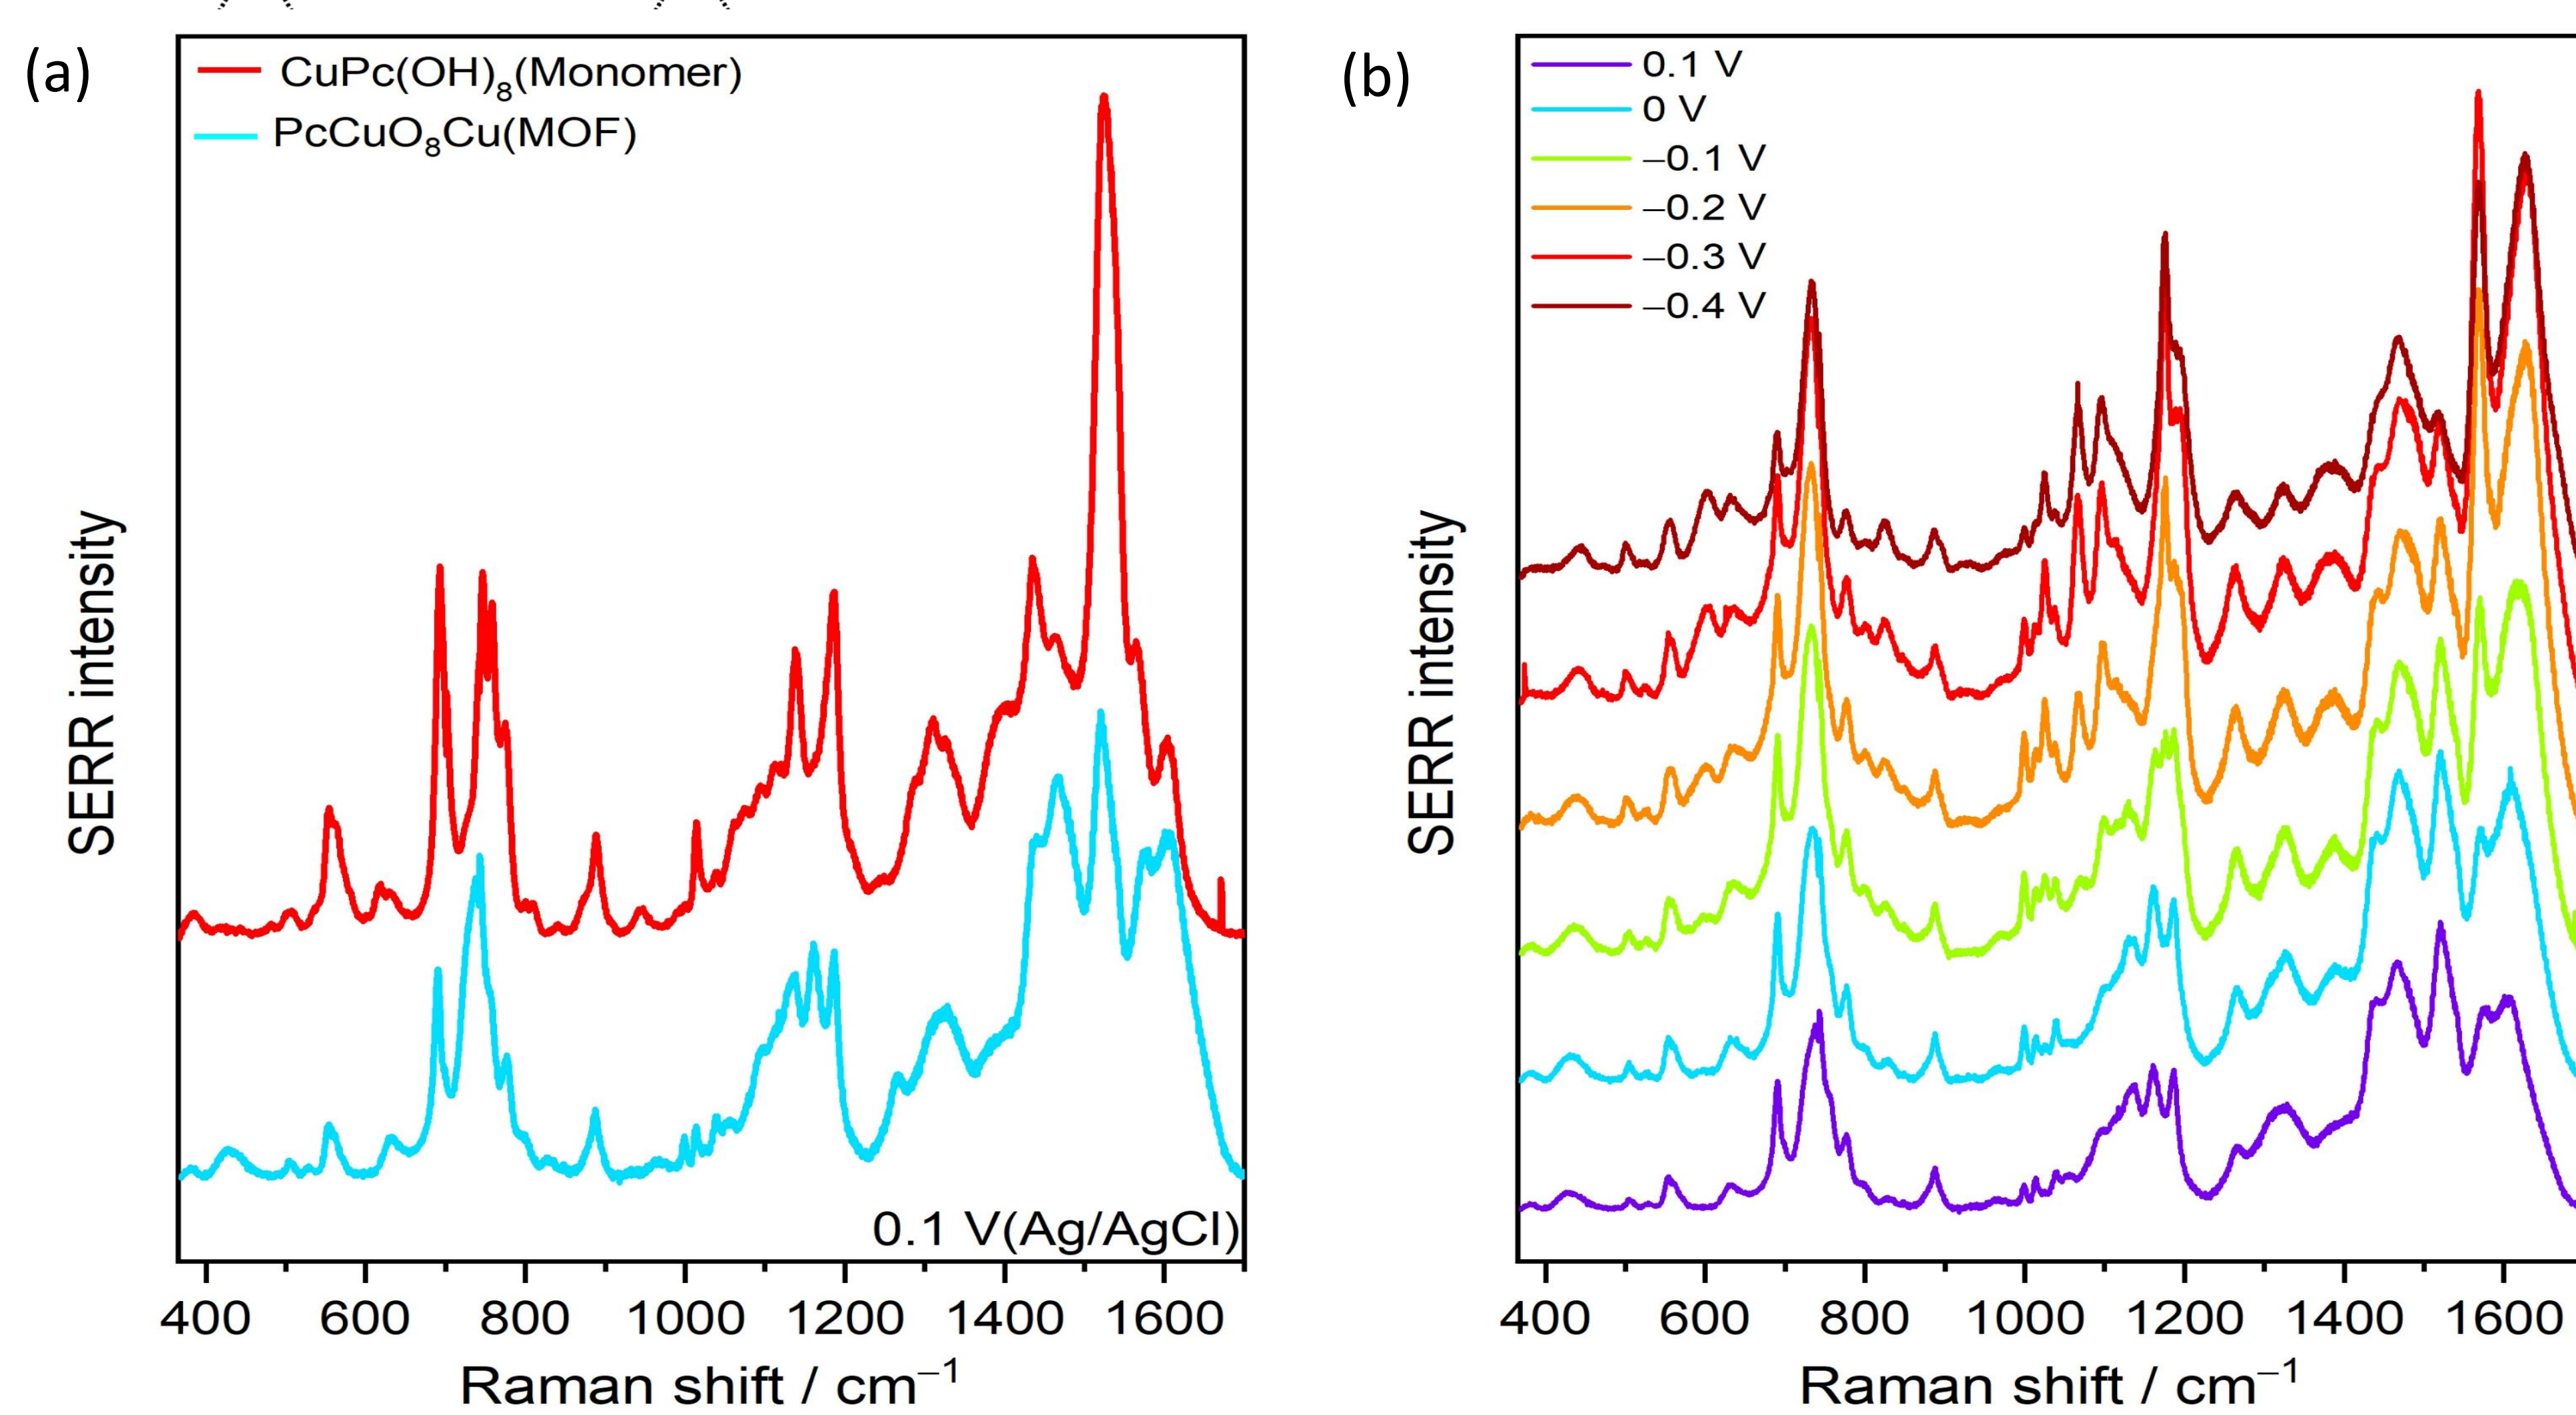 (a)
CuPc(OH)₈(Monomer)
PcCuO₈Cu(MOF)
SERR intensity
0.1 V(Ag/AgCl)
400 600 800 1000 1200 1400 1600
Raman shift / cm⁻¹
(b)
0.1 V
0 V
−0.1 V
−0.2 V
−0.3 V
−0.4 V
SERR intensity
400 600 800 1000 1200 1400 1600
Raman shift / cm⁻¹